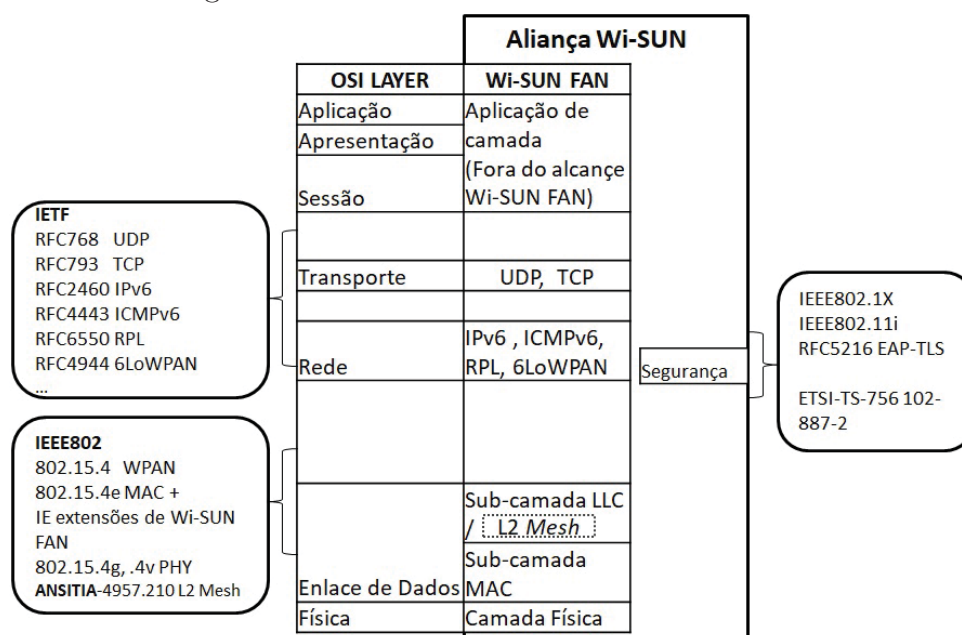 Aliança Wi-SUN
OSI LAYER
Wi-SUN FAN
Aplicação
Apresentação
Sessão
Aplicação de
camada
(Fora do alcançe
Wi-SUN FAN)
Transporte
UDP, TCP
Rede
IPv6 , ICMPv6,
RPL, 6LoWPAN
Enlace de Dados
Sub-camada LLC
/ L2 Mesh
Sub-camada
MAC
Física
Camada Física
IETF
RFC768 UDP
RFC793 TCP
RFC2460 IPv6
RFC4443 ICMPv6
RFC6550 RPL
RFC4944 6LoWPAN
...
IEEE802
802.15.4 WPAN
802.15.4e MAC +
IE extensões de Wi-SUN
FAN
802.15.4g, .4v PHY
ANSITIA-4957.210 L2 Mesh
Segurança
IEEE802.1X
IEEE802.11i
RFC5216 EAP-TLS
ETSI-TS-756 102-
887-2